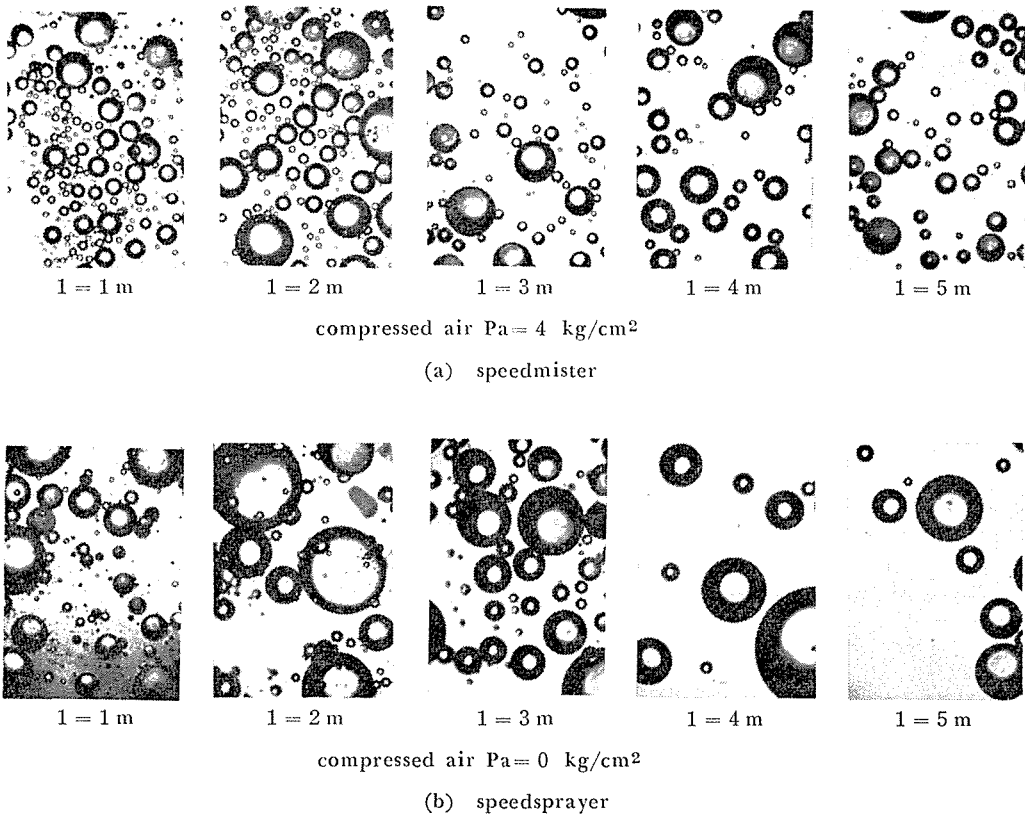 1 = 1 m 1 = 2 m 1 = 3 m 1 = 4 m 1 = 5 m
compressed air Pa= 4 kg/cm²
(a) speedmister
1 = 1 m 1 = 2 m 1 = 3 m 1 = 4 m 1 = 5 m
compressed air Pa= 0 kg/cm²
(b) speedsprayer